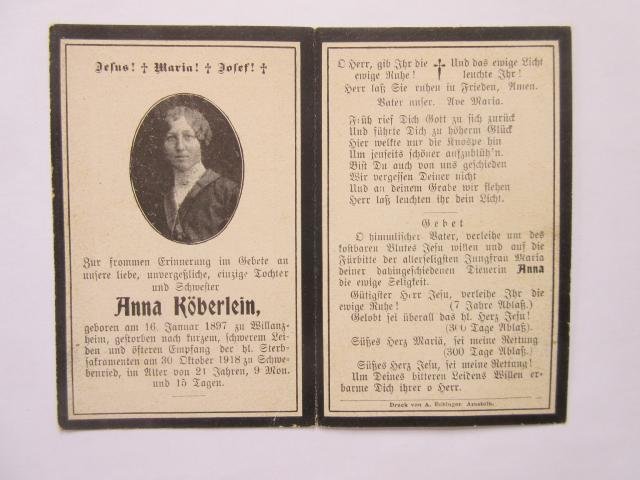 Jesus! † Maria! † Josef! †
Zur frommen Erinnerung im Gebete an
unsere liebe, unvergeßliche, einzige Tochter
und Schwester
Anna Köberlein,
geboren am 16. Januar 1897 zu Willanz-
heim, gestorben nach kurzem, schwerem Lei-
den und öfteren Empfang der hl. Sterb-
sakramenten am 30 Oktober 1918 zu Schwe-
benried, im Alter von 21 Jahren, 9 Mon.
und 15 Tagen.
O Herr, gib Ihr die ewige Ruhe! † Und das ewige Licht leuchte Ihr!
Herr laß Sie ruhen in Frieden, Amen.
Vater unser. Ave Maria.
Früh rief Dich Gott zu sich zurück
Und führte Dich zu höherm Glück
Hier welkte nur die Knospe hin
Um jenseits schöner aufzublüh'n.
Bist Du auch von uns geschieden
Wir vergessen Deiner nicht
Und an deinem Grabe wir flehen
Herr laß leuchten ihr dein Licht.
Gebet
O himmlischer Vater, verleihe um des
kostbaren Blutes Jesu willen und auf die
Fürbitte der allerseligsten Jungfrau Maria
deiner dahingeschiedenen Dienerin Anna
die ewige Seligkeit.
Gütigster Herr Jesu, verleihe Ihr die
ewige Ruhe! (7 Jahre Ablaß.)
Gelobt sei überall das hl. Herz Jesu!
(300 Tage Ablaß.)
Süßes Herz Mariä, sei meine Rettung
(300 Tage Ablaß.)
Süßes Herz Jesu, sei meine Rettung!
Um Deines bitteren Leidens Willen er-
barme Dich ihrer o Herr.
Druck von A. Eubinger Arnstein.